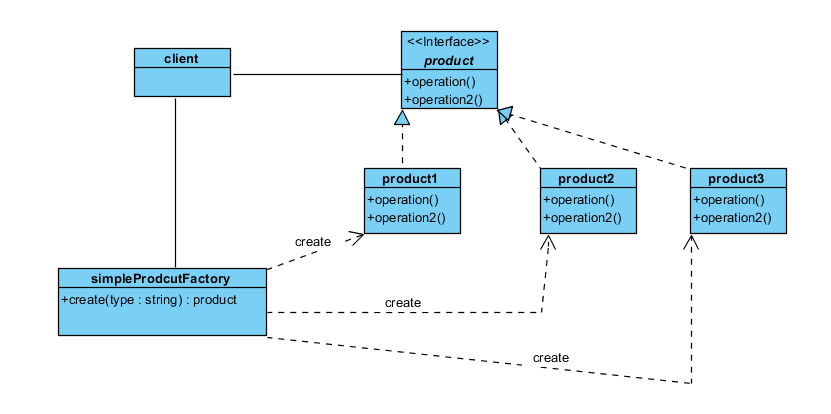 <<Interface>>
product
+operation()
+operation2()
client
product1
+operation()
+operation2()
product2
+operation()
+operation2()
product3
+operation()
+operation2()
create
simpleProdcutFactory
+create(type : string) : product
create
create